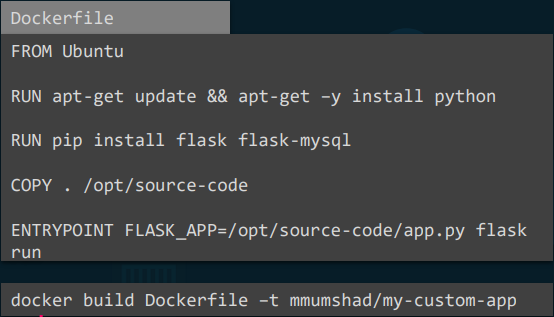 Dockerfile
FROM Ubuntu
RUN apt-get update && apt-get –y install python
RUN pip install flask flask-mysql
COPY . /opt/source-code
ENTRYPOINT FLASK_APP=/opt/source-code/app.py flask
run
docker build Dockerfile –t mmumshad/my-custom-app